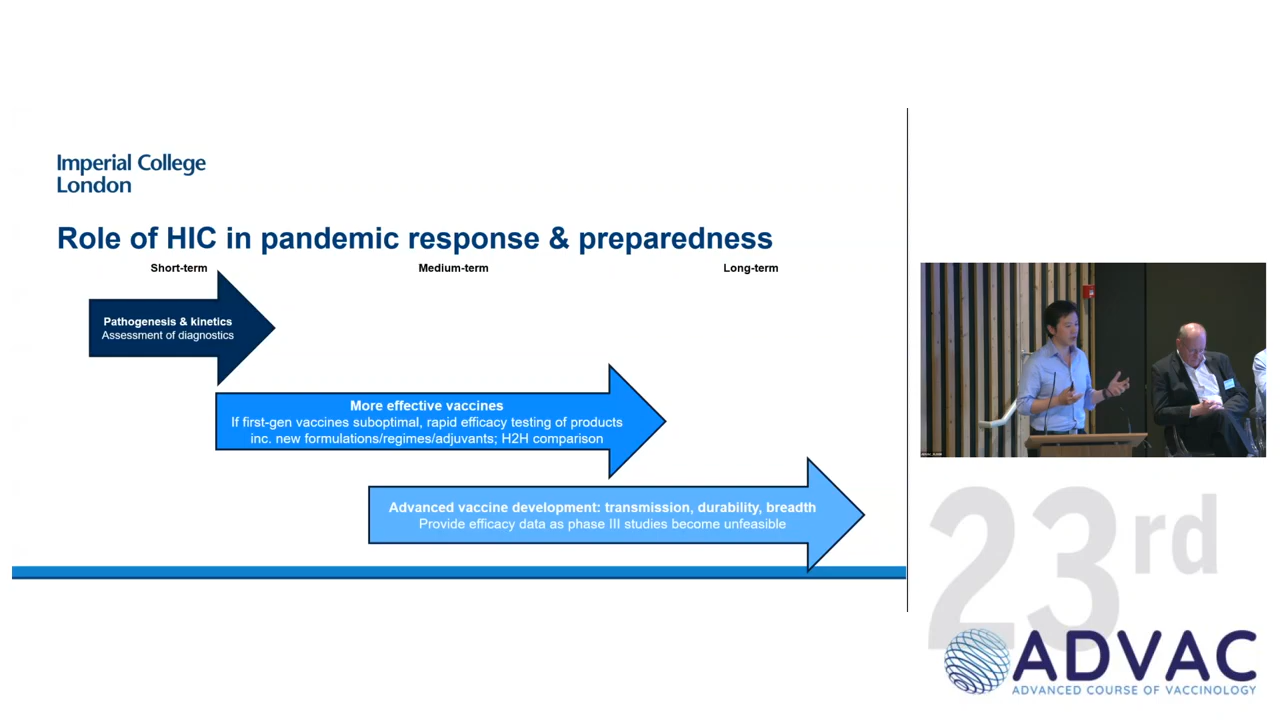 Imperial College
London
Role of HIC in pandemic response & preparedness
Short-term
Medium-term
Long-term
Pathogenesis & kinetics
Assessment of diagnostics
More effective vaccines
If first-gen vaccines suboptimal, rapid efficacy testing of products
inc. new formulations/regimes/adjuvants; H2H comparison
Advanced vaccine development: transmission, durability, breadth
Provide efficacy data as phase III studies become unfeasible
23rd
ADVAC
ADVANCED COURSE OF VACCINOLOGY